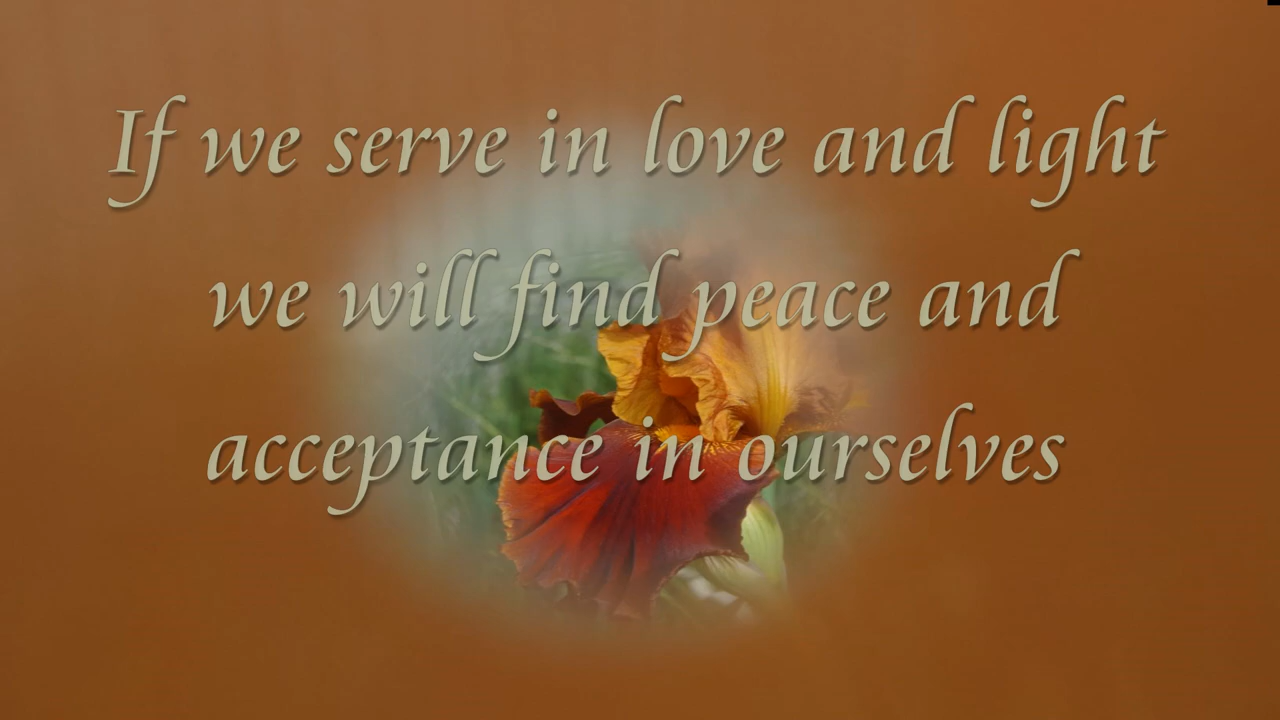 If we serve in love and light
we will find peace and
acceptance in ourselves